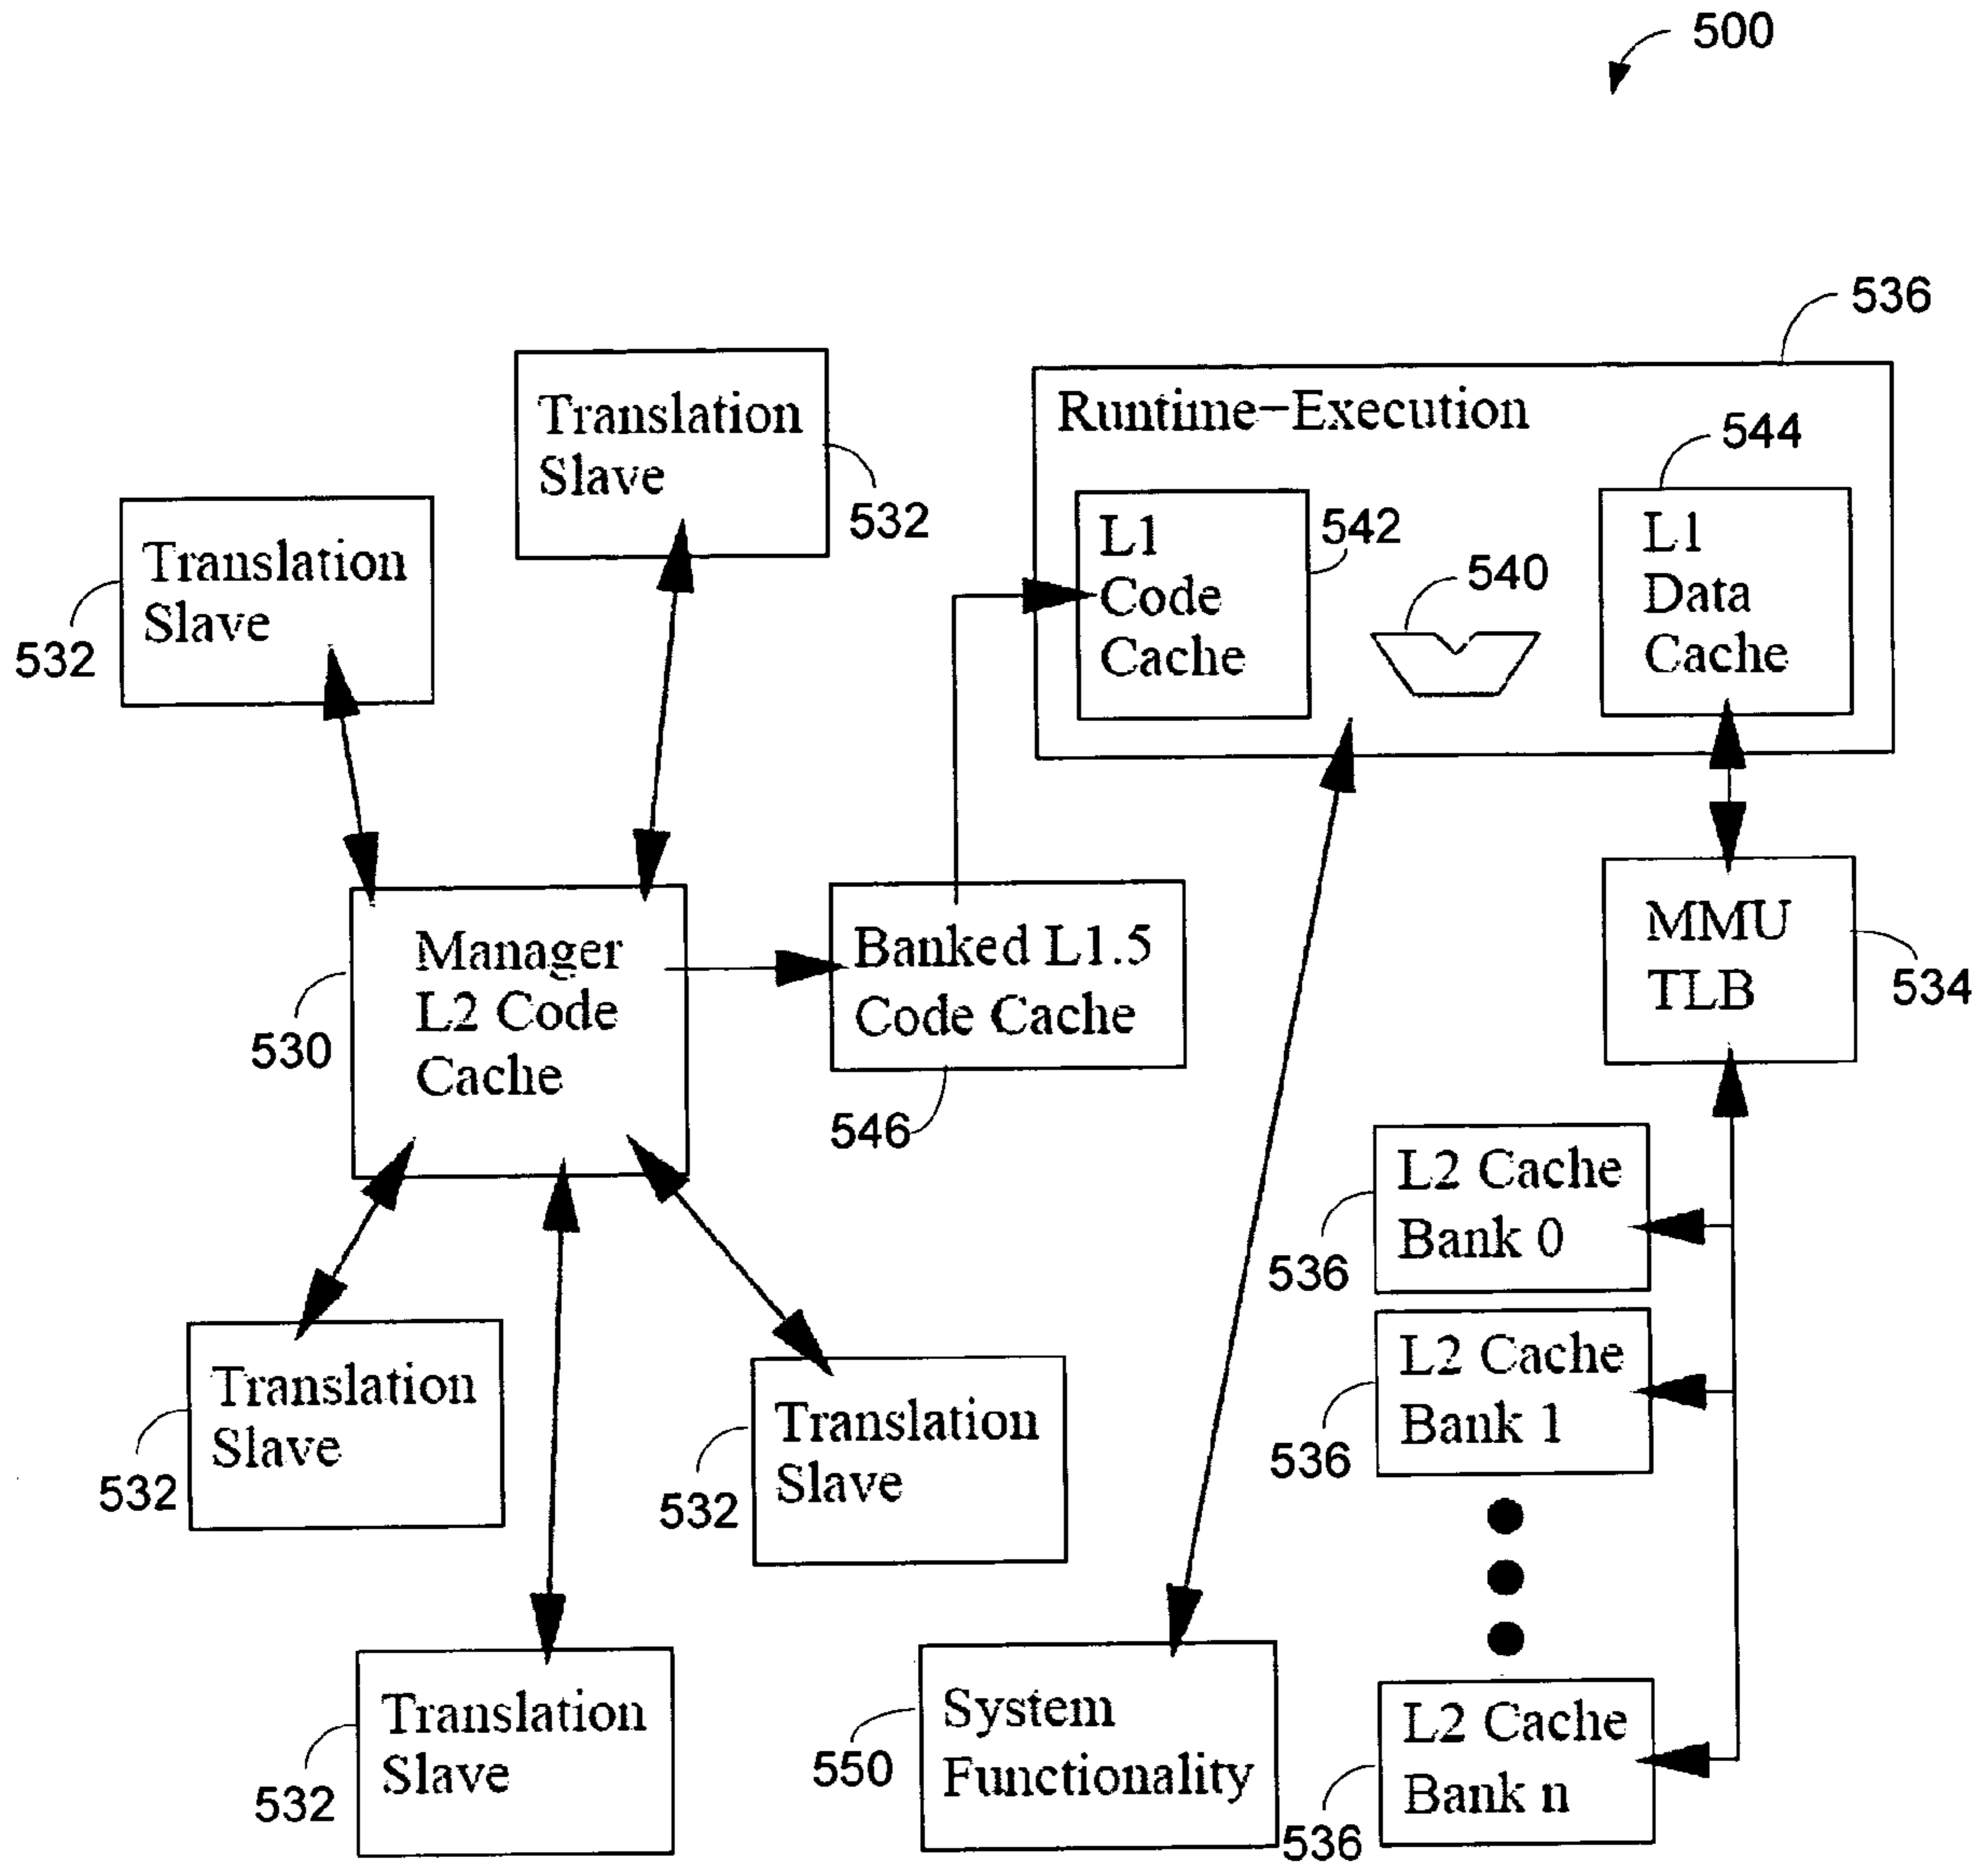 500
536
Runtime-Execution
544
Translation
Slave
532
L1
Code
Cache
542
540
L1
Data
Cache
Translation
Slave
532
Manager
L2 Code
Cache
530
Banked L1.5
Code Cache
546
MMU
TLB
534
L2 Cache
Bank 0
536
L2 Cache
Bank 1
536
Translation
Slave
532
Translation
Slave
532
Translation
Slave
532
System
Functionality
550
L2 Cache
Bank n
536